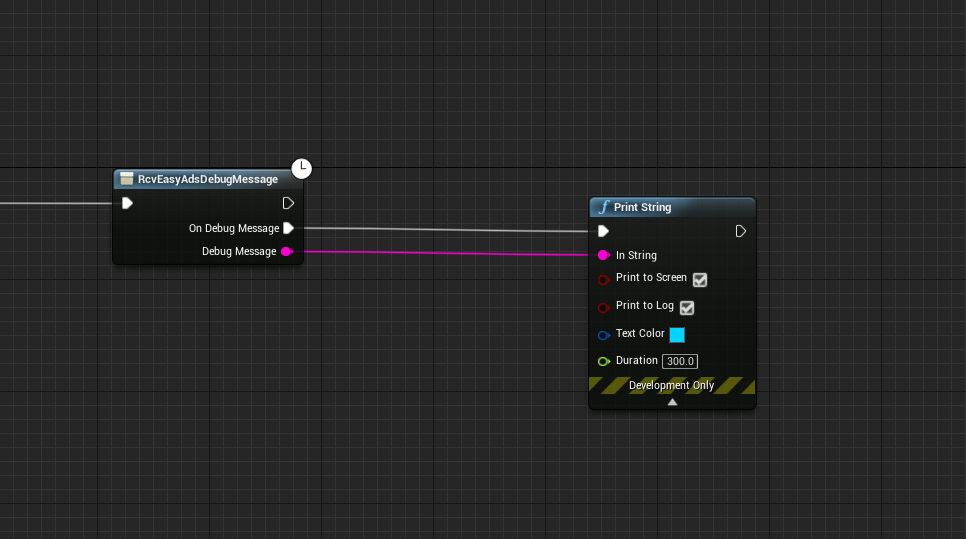 RcvEasyAdsDebugMessage
On Debug Message
Debug Message
Print String
In String
Print to Screen
Print to Log
Text Color
Duration 300.0
Development Only